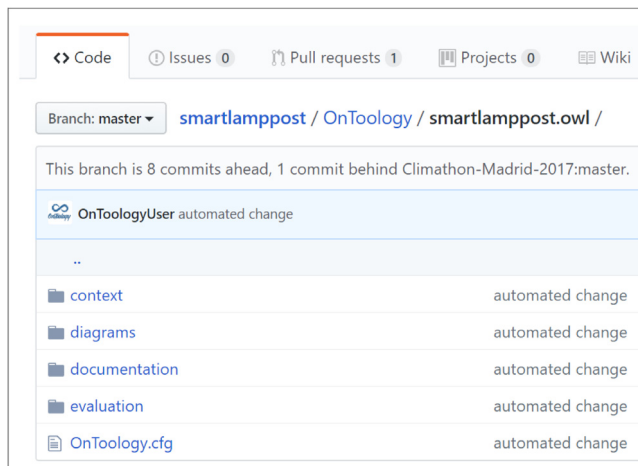 <> Code Issues 0 Pull requests 1 Projects 0 Wiki
Branch: master smartlamppost / OnToology / smartlamppost.owl /
This branch is 8 commits ahead, 1 commit behind Climathon-Madrid-2017:master.
OnToologyUser automated change
..
context automated change
diagrams automated change
documentation automated change
evaluation automated change
OnToology.cfg automated change